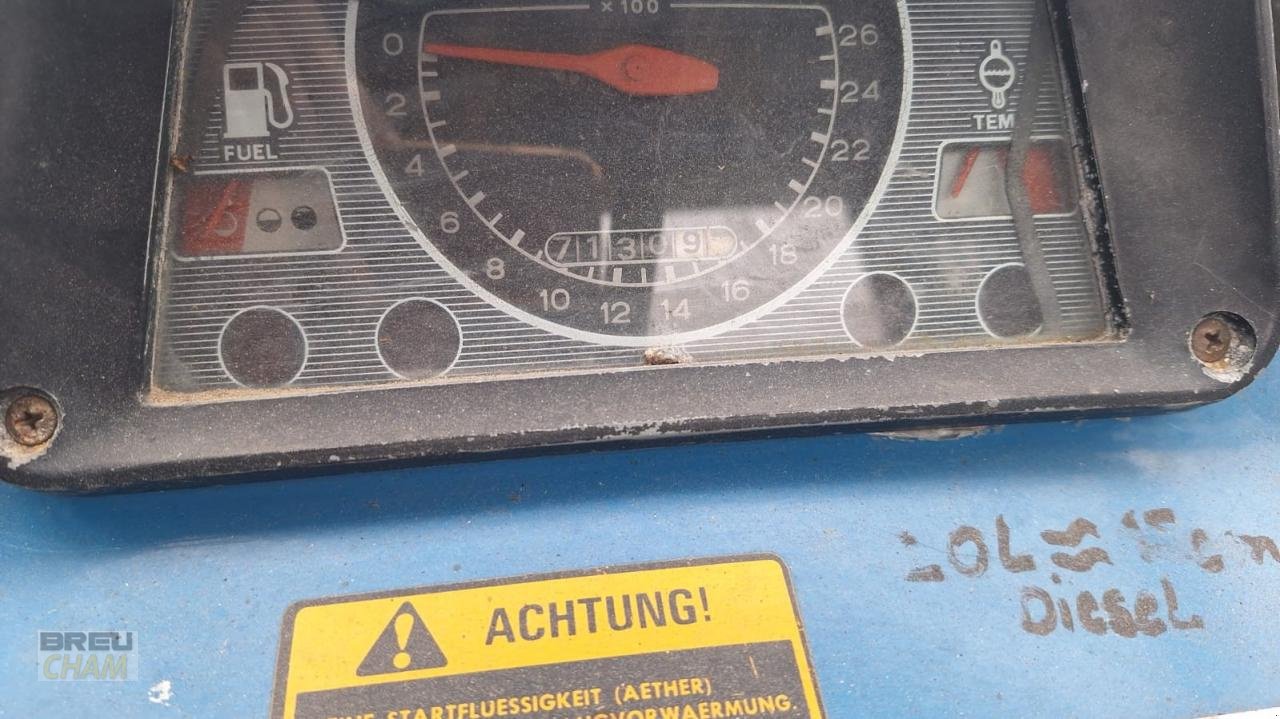 × 100
0
2
4
6
8
10
12
14
16
18
20
22
24
26
FUEL
TEM
71309
Diesel
ACHTUNG!
STARTFLUESSIGKEIT (AETHER)
BREU
CHAM